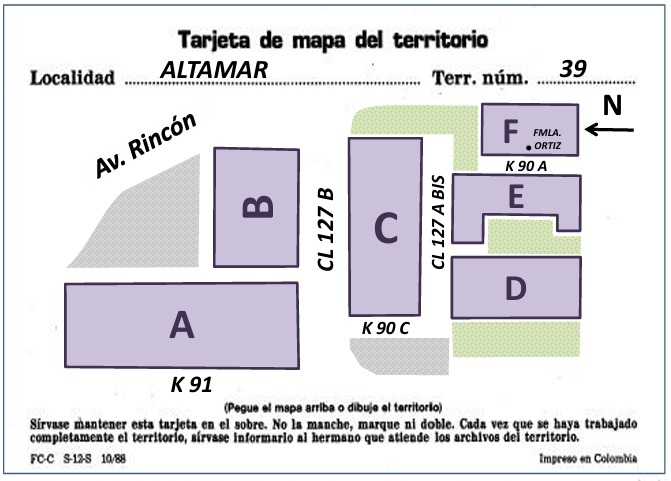 Tarjeta de mapa del territorio
Localidad ALTAMAR Terr. núm. 39
N
F FMLA. ORTIZ
K 90 A
Av. Rincón
B
CL 127 B
C
CL 127 A BIS
E
D
A
K 90 C
K 91
(Pegue el mapa arriba o dibuje el territorio)
Sírvase mantener esta tarjeta en el sobre. No la manche, marque ni doble. Cada vez que se haya trabajado
completamente el territorio, sírvase informarlo al hermano que atiende los archivos del territorio.
FC-C S-12-S 10/88 Impreso en Colombia